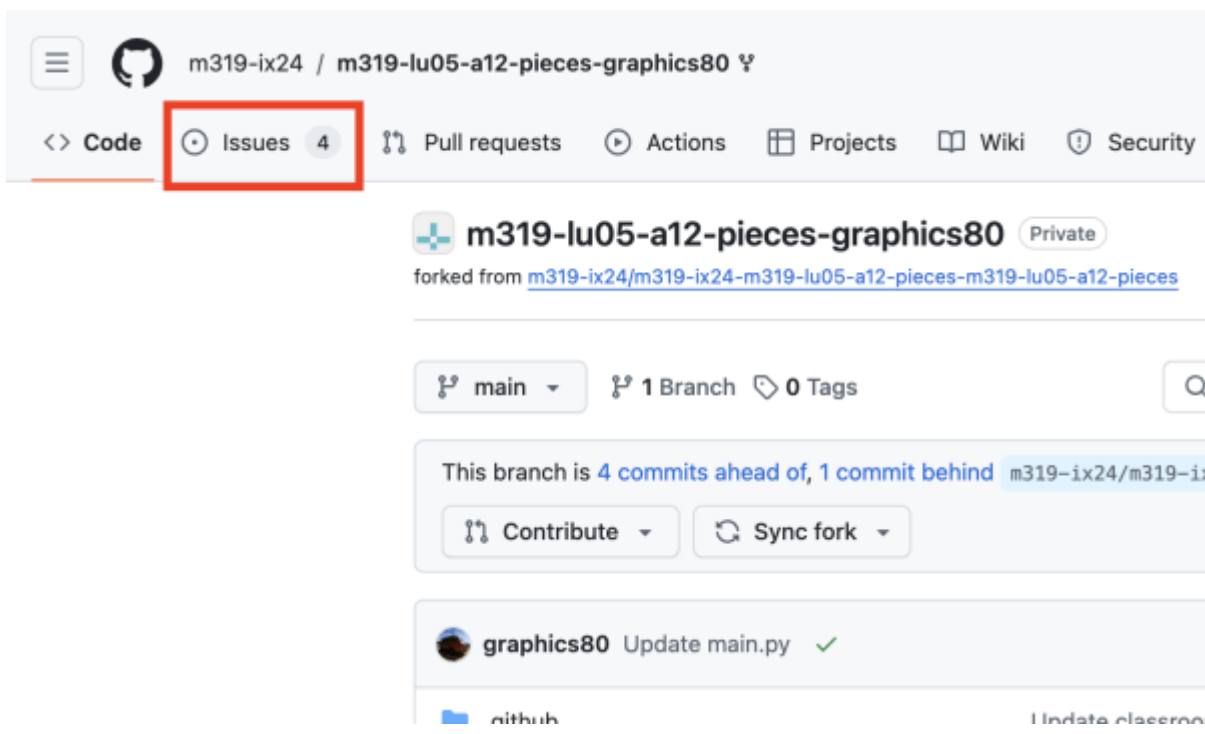 m319-ix24 / m319-lu05-a12-pieces-graphics80
Code Issues 4 Pull requests Actions Projects Wiki Security
m319-lu05-a12-pieces-graphics80 Private
forked from m319-ix24/m319-ix24-m319-lu05-a12-pieces-m319-lu05-a12-pieces
main 1 Branch 0 Tags
This branch is 4 commits ahead of, 1 commit behind m319-ix24/m319-ix
Contribute Sync fork
graphics80 Update main.py
github Update classroo